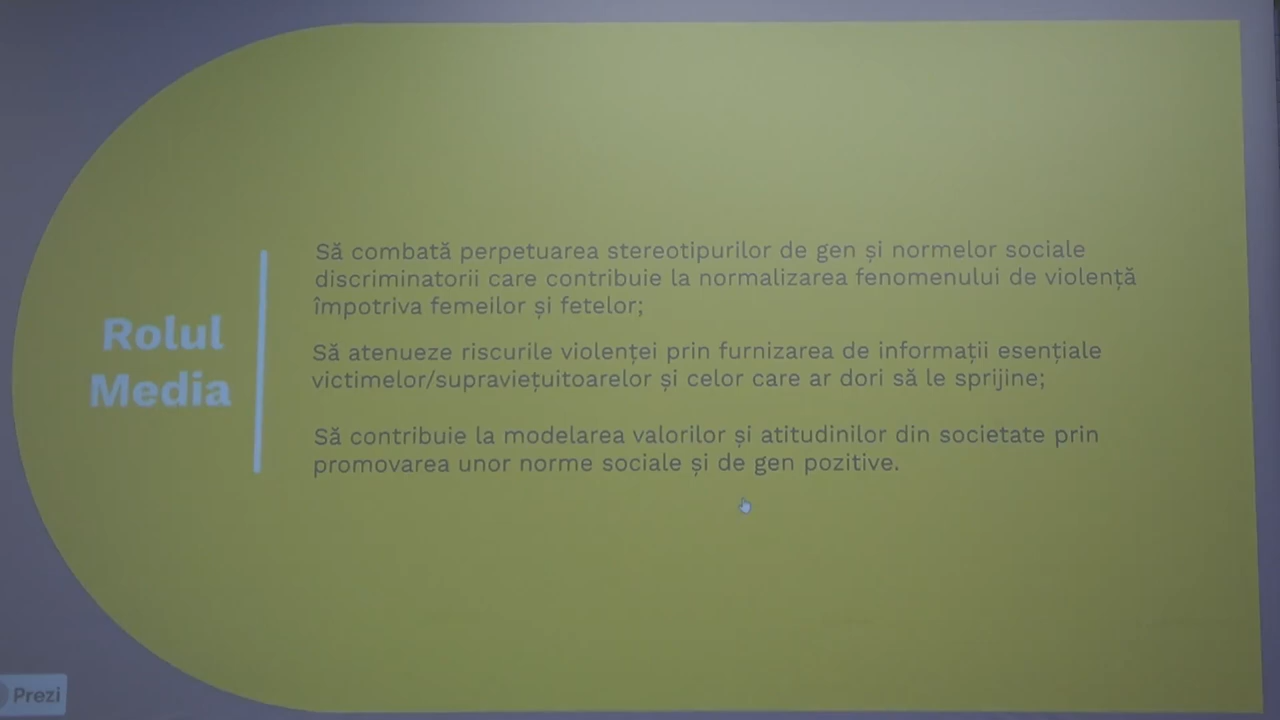 Rolul
Media
Să combată perpetuarea stereotipurilor de gen și normelor sociale
discriminatorii care contribuie la normalizarea fenomenului de violență
împotriva femeilor și fetelor;
Să atenueze riscurile violenței prin furnizarea de informații esențiale
victimelor/supraviețuitoarelor și celor care ar dori să le sprijine;
Să contribuie la modelarea valorilor și atitudinilor din societate prin
promovarea unor norme sociale și de gen pozitive.
Prezi